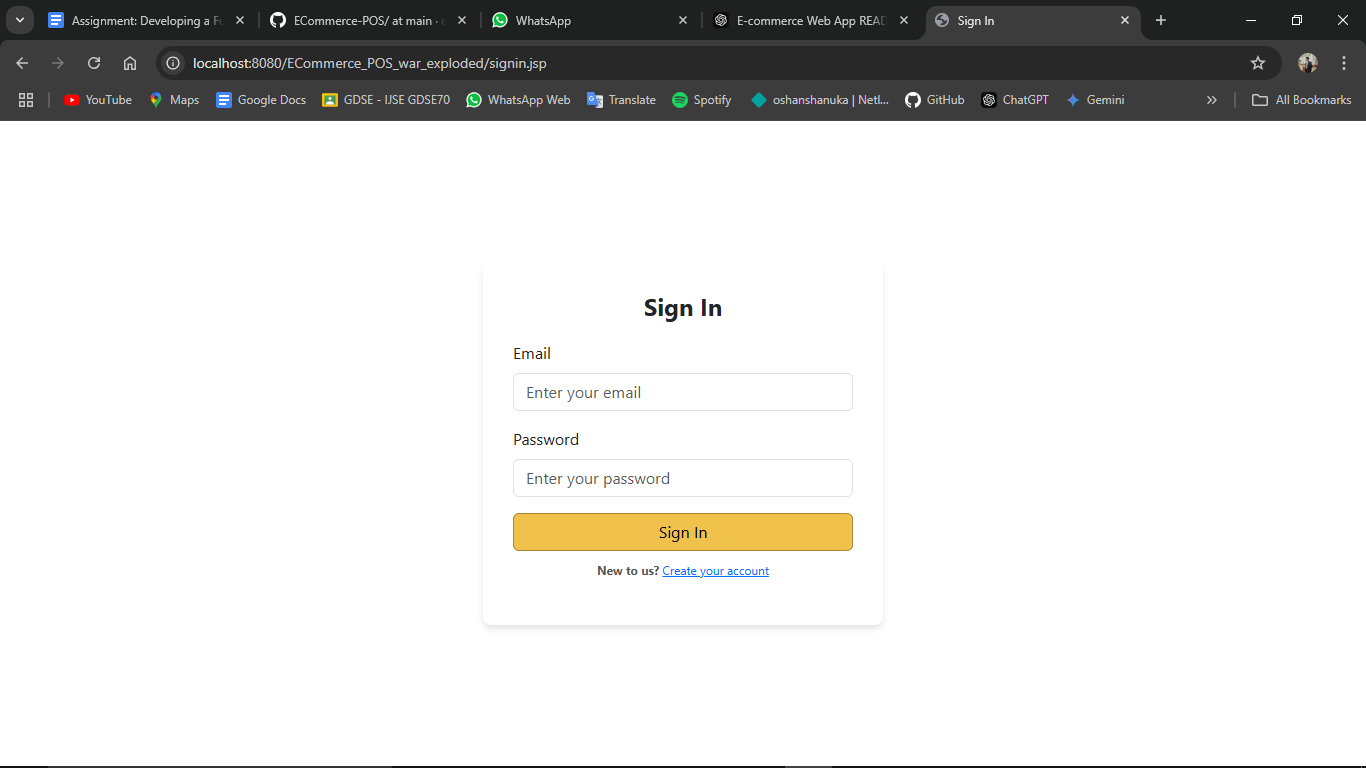 Assignment: Developing a Fu
ECommerce-POS/ at main ·
WhatsApp
E-commerce Web App READ
Sign In
localhost:8080/ECommerce_POS_war_exploded/signin.jsp
YouTube
Maps
Google Docs
GDSE - IJSE GDSE70
WhatsApp Web
Translate
Spotify
oshanshanuka | Netl...
GitHub
ChatGPT
Gemini
All Bookmarks
Sign In
Email
Enter your email
Password
Enter your password
Sign In
New to us? Create your account